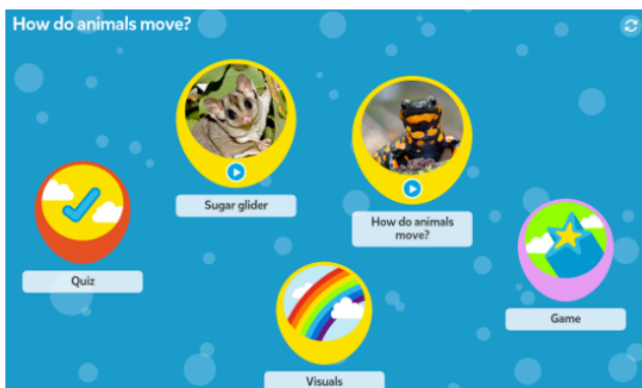 How do animals move?
Sugar glider
How do animals
move?
Quiz
Game
Visuals